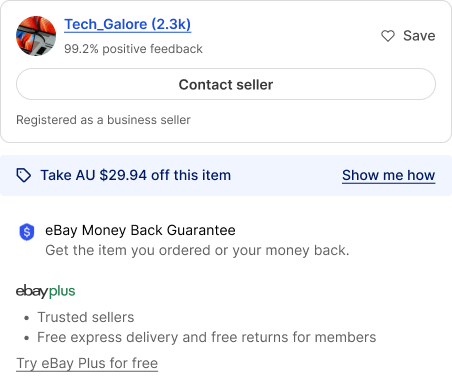 Tech_Galore (2.3k)
99.2% positive feedback
Save
Contact seller
Registered as a business seller
Take AU $29.94 off this item
Show me how
eBay Money Back Guarantee
Get the item you ordered or your money back.
ebayplus
• Trusted sellers
• Free express delivery and free returns for members
Try eBay Plus for free